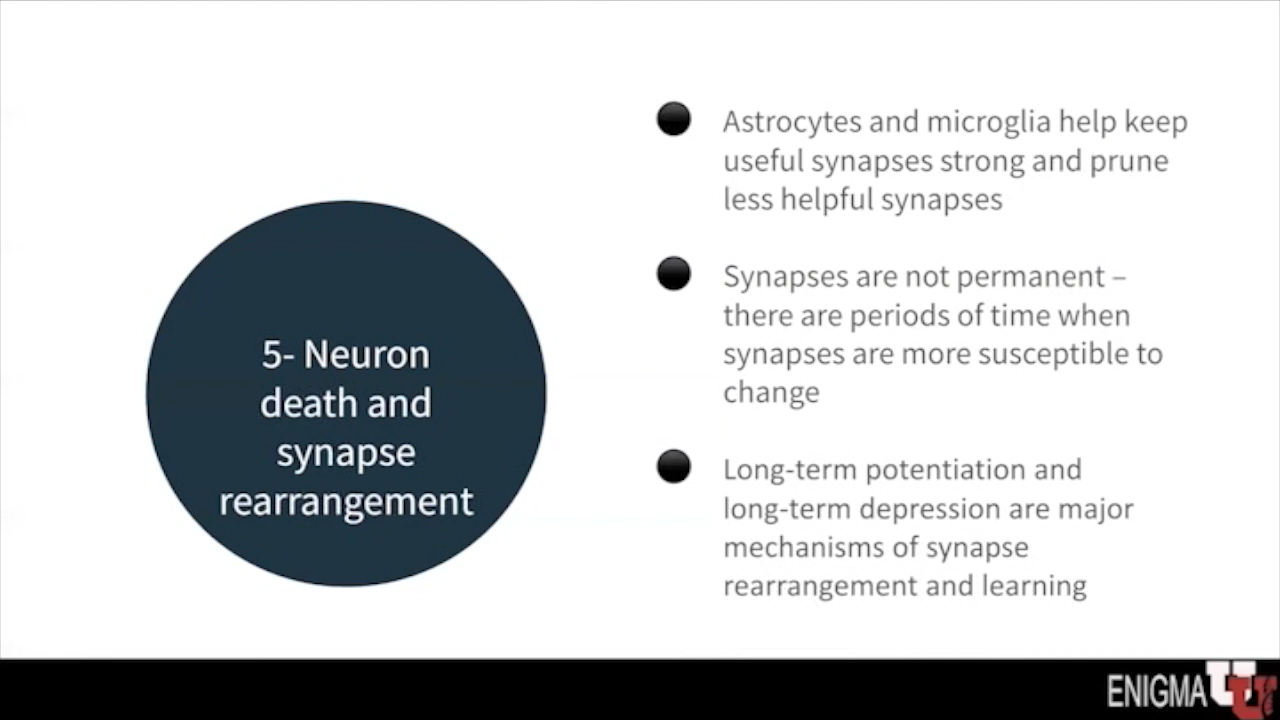 5- Neuron
death and
synapse
rearrangement
Astrocytes and microglia help keep
useful synapses strong and prune
less helpful synapses
Synapses are not permanent –
there are periods of time when
synapses are more susceptible to
change
Long-term potentiation and
long-term depression are major
mechanisms of synapse
rearrangement and learning
ENIGMA U